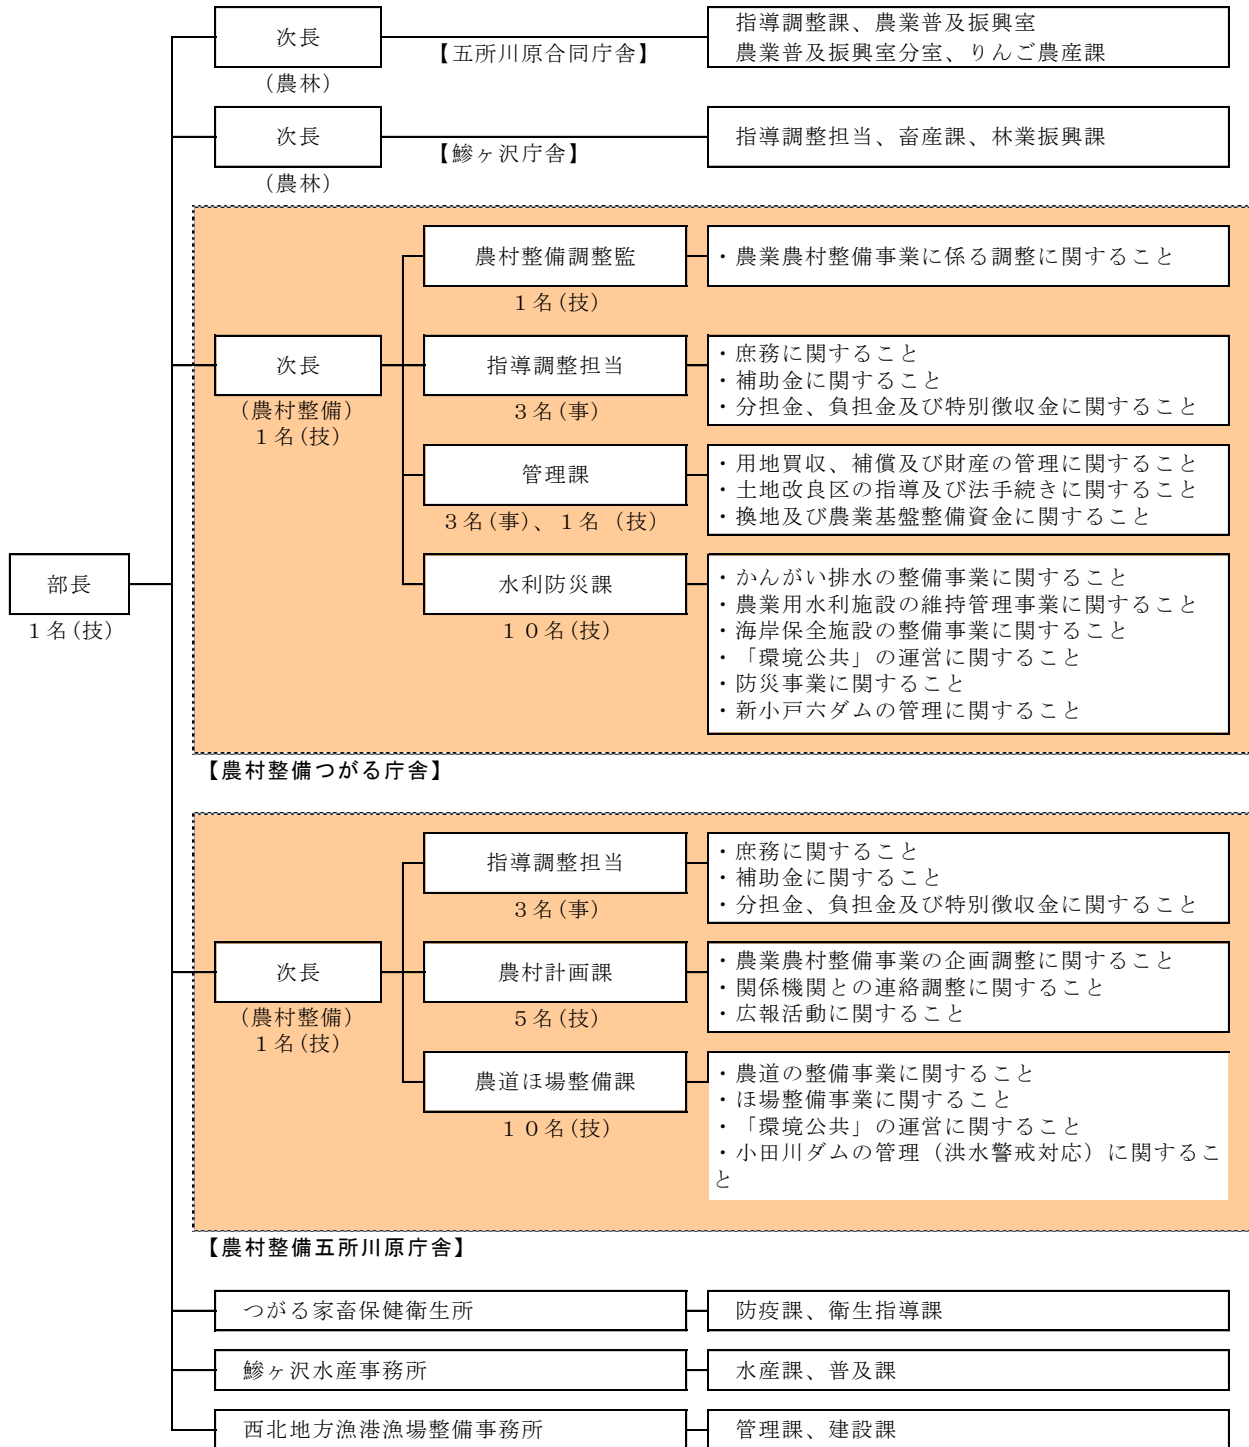 次長
(農林)
【五所川原合同庁舎】
指導調整課、農業普及振興室
農業普及振興室分室、りんご農産課
次長
(農林)
【鰺ヶ沢庁舎】
指導調整担当、畜産課、林業振興課
農村整備調整監
1名(技)
・農業農村整備事業に係る調整に関すること
次長
(農村整備)
1名(技)
指導調整担当
3名(事)
・庶務に関すること
・補助金に関すること
・分担金、負担金及び特別徴収金に関すること
管理課
3名(事)、1名 (技)
・用地買収、補償及び財産の管理に関すること
・土地改良区の指導及び法手続きに関すること
・換地及び農業基盤整備資金に関すること
部長
1名(技)
水利防災課
10名(技)
・かんがい排水の整備事業に関すること
・農業用水利施設の維持管理事業に関すること
・海岸保全施設の整備事業に関すること
・「環境公共」の運営に関すること
・防災事業に関すること
・新小戸六ダムの管理に関すること
【農村整備つがる庁舎】
指導調整担当
3名(事)
・庶務に関すること
・補助金に関すること
・分担金、負担金及び特別徴収金に関すること
次長
(農村整備)
1名(技)
農村計画課
5名(技)
・農業農村整備事業の企画調整に関すること
・関係機関との連絡調整に関すること
・広報活動に関すること
農道ほ場整備課
10名(技)
・農道の整備事業に関すること
・ほ場整備事業に関すること
・「環境公共」の運営に関すること
・小田川ダムの管理（洪水警戒対応）に関するこ
と
【農村整備五所川原庁舎】
つがる家畜保健衛生所
防疫課、衛生指導課
鰺ヶ沢水産事務所
水産課、普及課
西北地方漁港漁場整備事務所
管理課、建設課